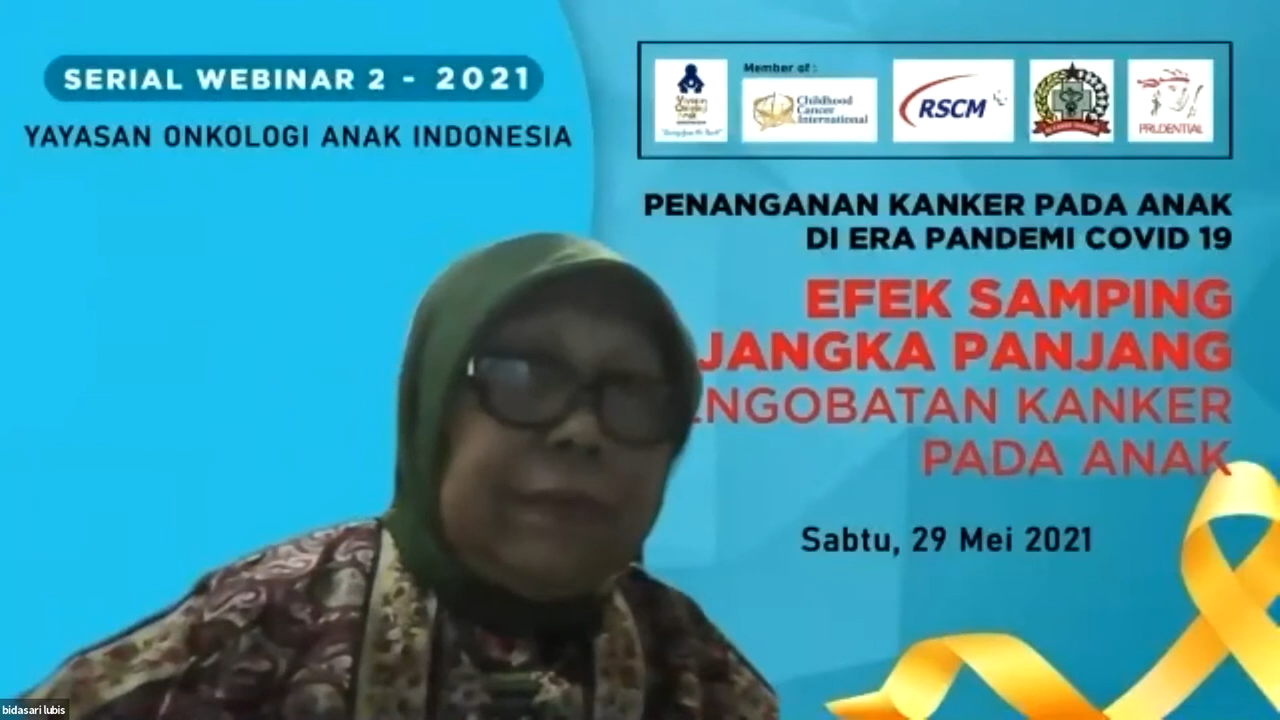 SERIAL WEBINAR 2 - 2021
YAYASAN ONKOLOGI ANAK INDONESIA
Member of :
Childhood
Cancer
International
RSCM
PRUDENTIAL
PENANGANAN KANKER PADA ANAK
DI ERA PANDEMI COVID 19
EFEK SAMPING
JANGKA PANJANG
NGOBATAN KANKER
PADA ANAK
Sabtu, 29 Mei 2021
bidasari lubis